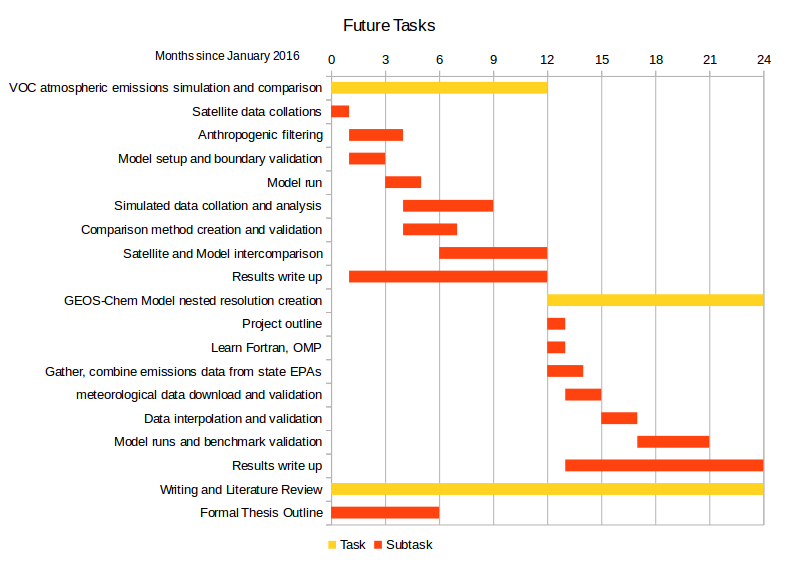 Future Tasks
Months since January 2016
0 3 6 9 12 15 18 21 24
VOC atmospheric emissions simulation and comparison
Satellite data collations
Anthropogenic filtering
Model setup and boundary validation
Model run
Simulated data collation and analysis
Comparison method creation and validation
Satellite and Model intercomparison
Results write up
GEOS-Chem Model nested resolution creation
Project outline
Learn Fortran, OMP
Gather, combine emissions data from state EPAs
meteorological data download and validation
Data interpolation and validation
Model runs and benchmark validation
Results write up
Writing and Literature Review
Formal Thesis Outline
Task Subtask